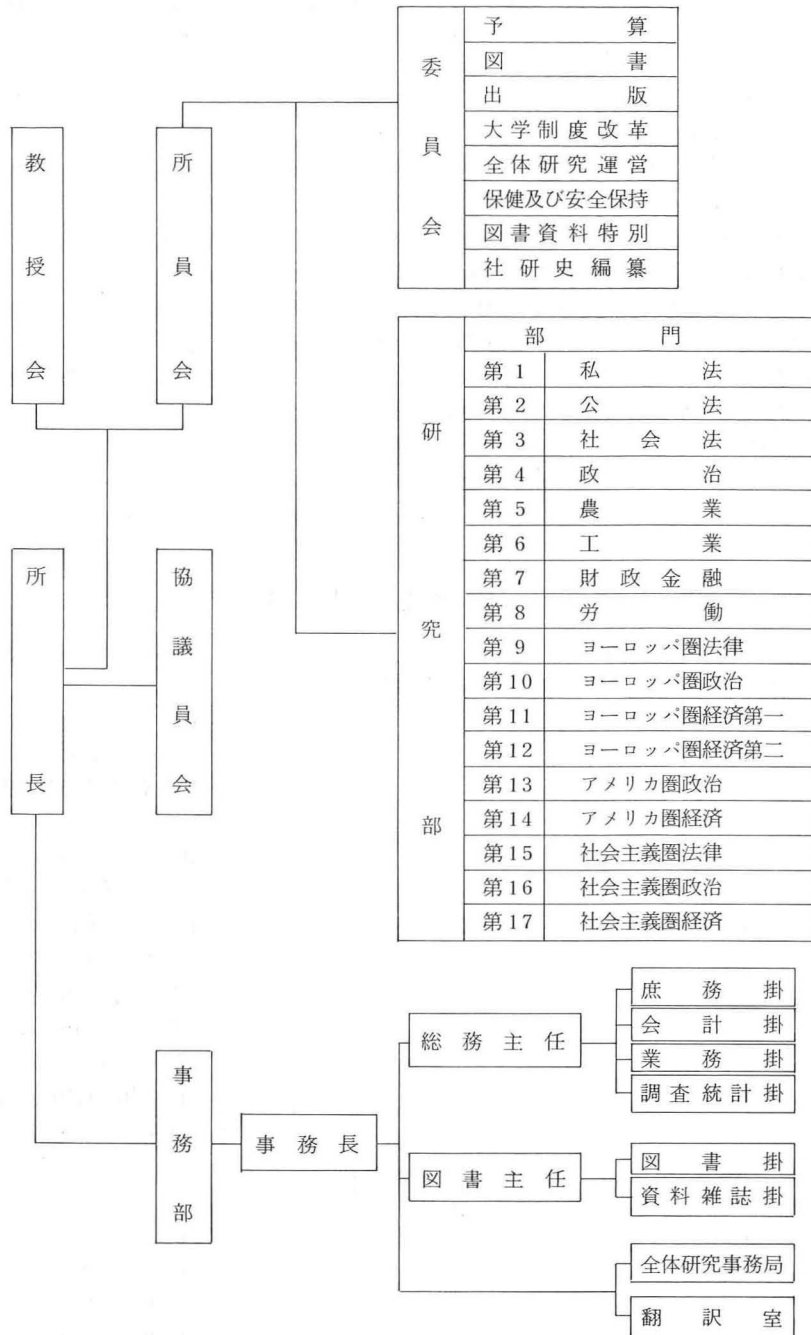 教授会
所員会
委員会
予算
図書
出版
大学制度改革
全体研究運営
保健及び安全保持
図書資料特別
社研史編纂
研究部
部門
第1 私法
第2 公法
第3 社会法
第4 政治
第5 農業
第6 工業
第7 財政金融
第8 労働
第9 ヨーロッパ圏法律
第10 ヨーロッパ圏政治
第11 ヨーロッパ圏経済第一
第12 ヨーロッパ圏経済第二
第13 アメリカ圏政治
第14 アメリカ圏経済
第15 社会主義圏法律
第16 社会主義圏政治
第17 社会主義圏経済
所長
協議員会
事務部
事務長
総務主任
庶務掛
会計掛
業務掛
調査統計掛
図書主任
図書掛
資料雑誌掛
全体研究事務局
翻訳室